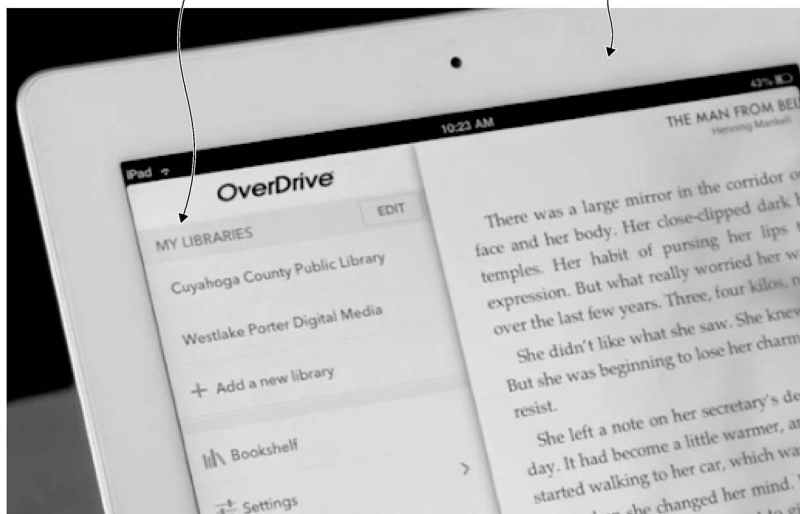 iPad
10:23 AM
43%
OverDrive
MY LIBRARIES
EDIT
Cuyahoga County Public Library
Westlake Porter Digital Media
Add a new library
Bookshelf
Settings
THE MAN FROM BEI
Henning Mankell
There was a large mirror in the corridor
face and her body. Her close-clipped dark
temples. Her habit of pursing her lips
expression. But what really worried her
over the last few years. Three, four kilos,
She didn't like what she saw. She knew
But she was beginning to lose her charm
resist.
She left a note on her secretary's
day. It had become a little warmer,
started walking to her car, which
she changed her mind.